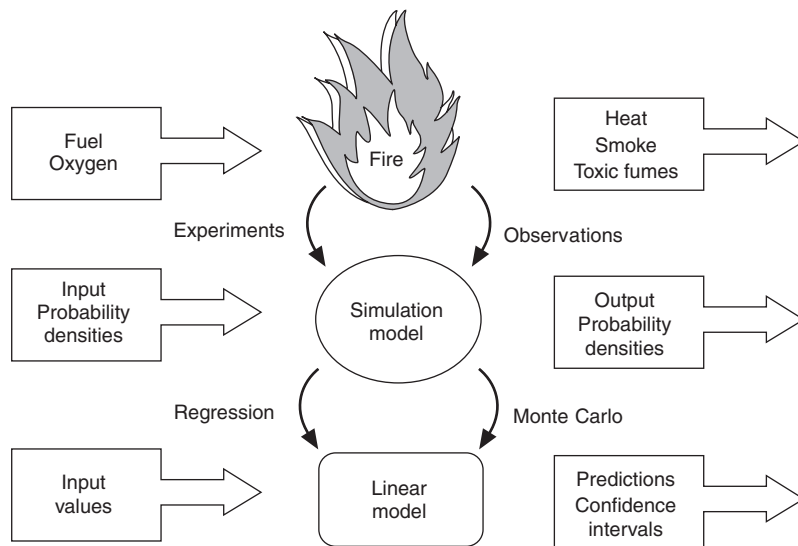 Fuel
Oxygen
Fire
Heat
Smoke
Toxic fumes
Experiments
Observations
Input
Probability
densities
Simulation
model
Output
Probability
densities
Regression
Monte Carlo
Input
values
Linear
model
Predictions
Confidence
intervals